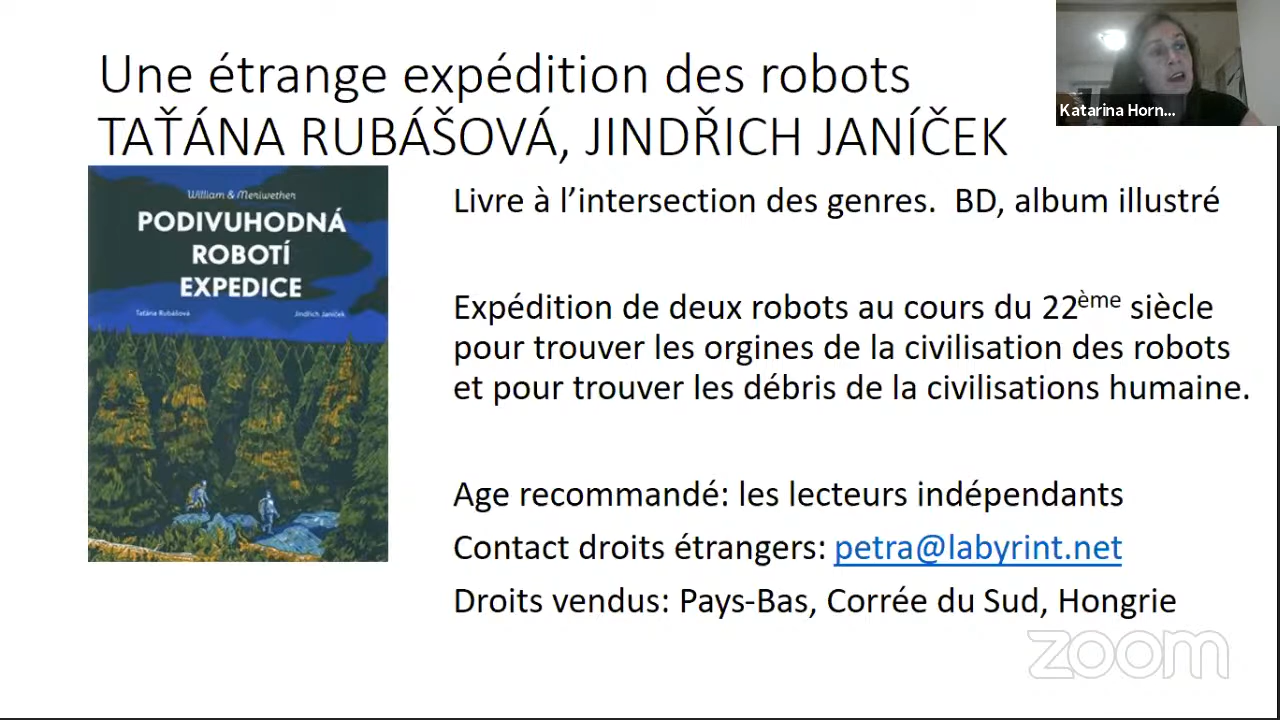 Une étrange expédition des robots
TAŤÁNA RUBÁŠOVÁ, JINDŘICH JANÍČEK
Katarina Horn...
William & Meriwether
PODIVUHODNÁ
ROBOTÍ
EXPEDICE
Taťána Rubášová Jindřich Janíček
Livre à l’intersection des genres. BD, album illustré
Expédition de deux robots au cours du 22ème siècle
pour trouver les orgines de la civilisation des robots
et pour trouver les débris de la civilisations humaine.
Age recommandé: les lecteurs indépendants
Contact droits étrangers: petra@labyrint.net
Droits vendus: Pays-Bas, Corrée du Sud, Hongrie
zoom